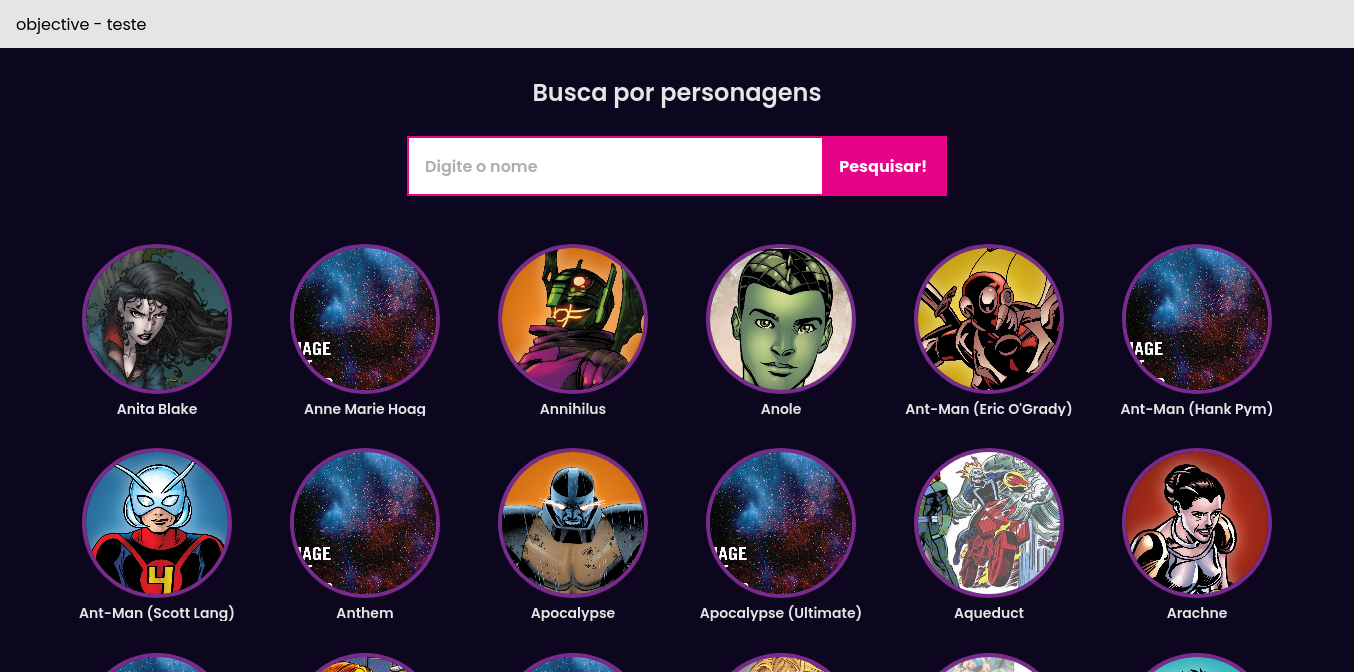 objective - teste
Busca por personagens
Digite o nome
Pesquisar!
AGE
AGE
Anita Blake
Anne Marie Hoag
Annihilus
Anole
Ant-Man (Eric O'Grady)
Ant-Man (Hank Pym)
AGE
AGE
4
Ant-Man (Scott Lang)
Anthem
Apocalypse
Apocalypse (Ultimate)
Aqueduct
Arachne